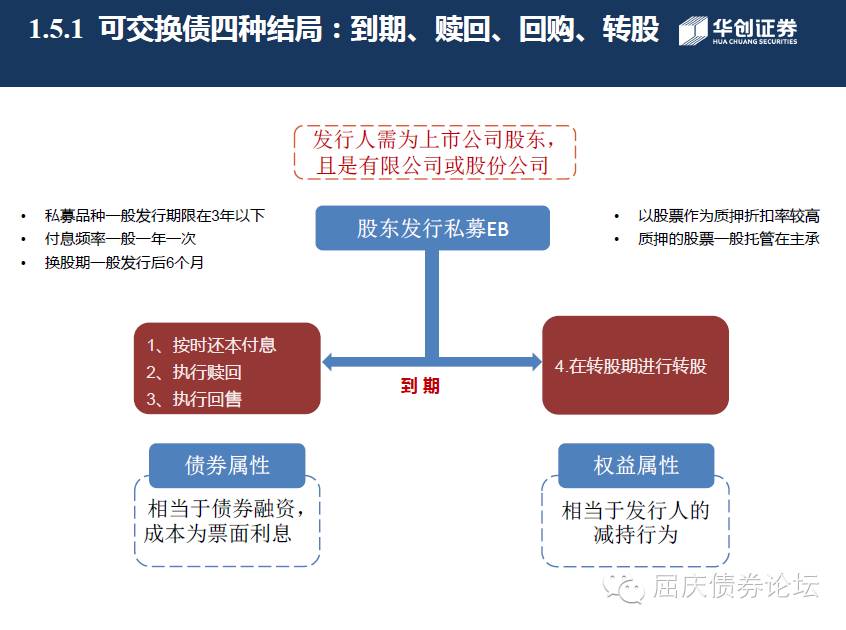 1.5.1 可交换债四种结局：到期、赎回、回购、转股
华创证券
HUA CHUANG SECURITIES
发行人需为上市公司股东，
且是有限公司或股份公司
• 私募品种一般发行期限在3年以下
• 付息频率一般一年一次
• 换股期一般发行后6个月
股东发行私募EB
• 以股票作为质押折扣率较高
• 质押的股票一般托管在主承
1、按时还本付息
2、执行赎回
3、执行回售
到 期
4.在转股期进行转股
债券属性
相当于债券融资，
成本为票面利息
权益属性
相当于发行人的
减持行为
屈庆债券论坛